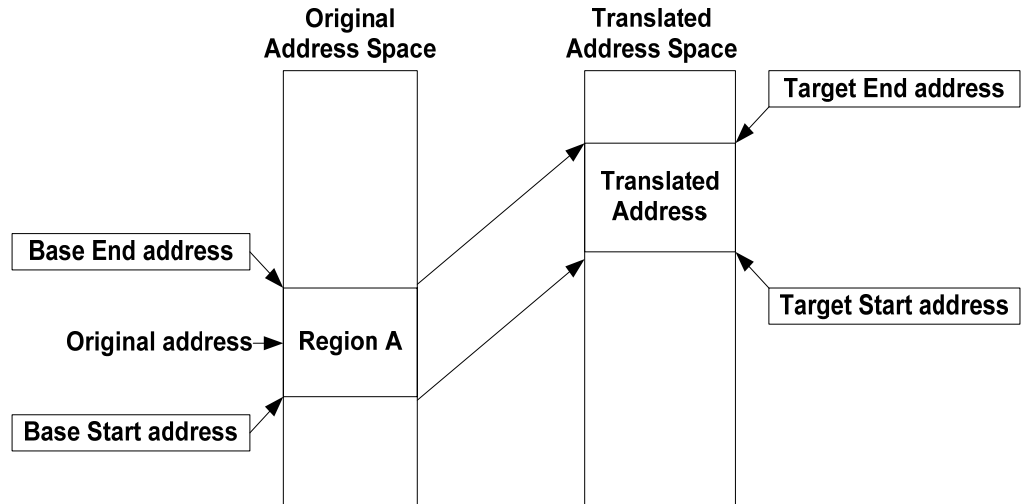 Original
Address Space
Translated
Address Space
Target End address
Translated
Address
Base End address
Target Start address
Original address
Region A
Base Start address